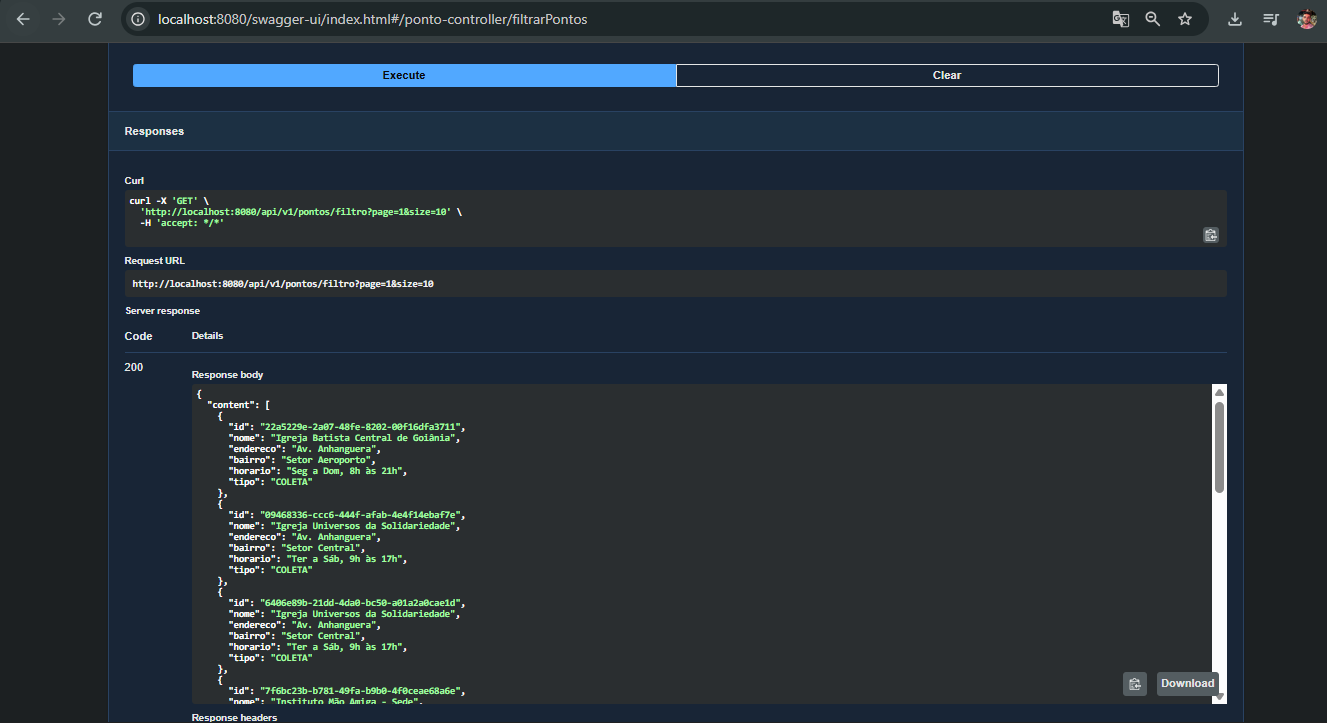 localhost:8080/swagger-ui/index.html#/ponto-controller/filtrarPontos
Execute
Clear
Responses
Curl
curl -X 'GET' \
  'http://localhost:8080/api/v1/pontos/filtro?page=1&size=10' \
  -H 'accept: */*'
Request URL
http://localhost:8080/api/v1/pontos/filtro?page=1&size=10
Server response
Code Details
200
Response body
{
  "content": [
    {
      "id": "22a5229e-2a07-48fe-8202-00f16dfa3711",
      "nome": "Igreja Batista Central de Goiânia",
      "endereco": "Av. Anhanguera",
      "bairro": "Setor Aeroporto",
      "horario": "Seg a Dom, 8h às 21h",
      "tipo": "COLETA"
    },
    {
      "id": "09468336-ccc6-444f-afab-4e4f14ebaf7e",
      "nome": "Igreja Universos da Solidariedade",
      "endereco": "Av. Anhanguera",
      "bairro": "Setor Central",
      "horario": "Ter a Sáb, 9h às 17h",
      "tipo": "COLETA"
    },
    {
      "id": "6406e89b-21dd-4da0-bc50-a01a2a0cae1d",
      "nome": "Igreja Universos da Solidariedade",
      "endereco": "Av. Anhanguera",
      "bairro": "Setor Central",
      "horario": "Ter a Sáb, 9h às 17h",
      "tipo": "COLETA"
    },
    {
      "id": "7f6bc23b-b781-49fa-b9b0-4f0ceae68a6e",
      "nome": "Instituto Mão Amiga - Sede",
Download
Response headers